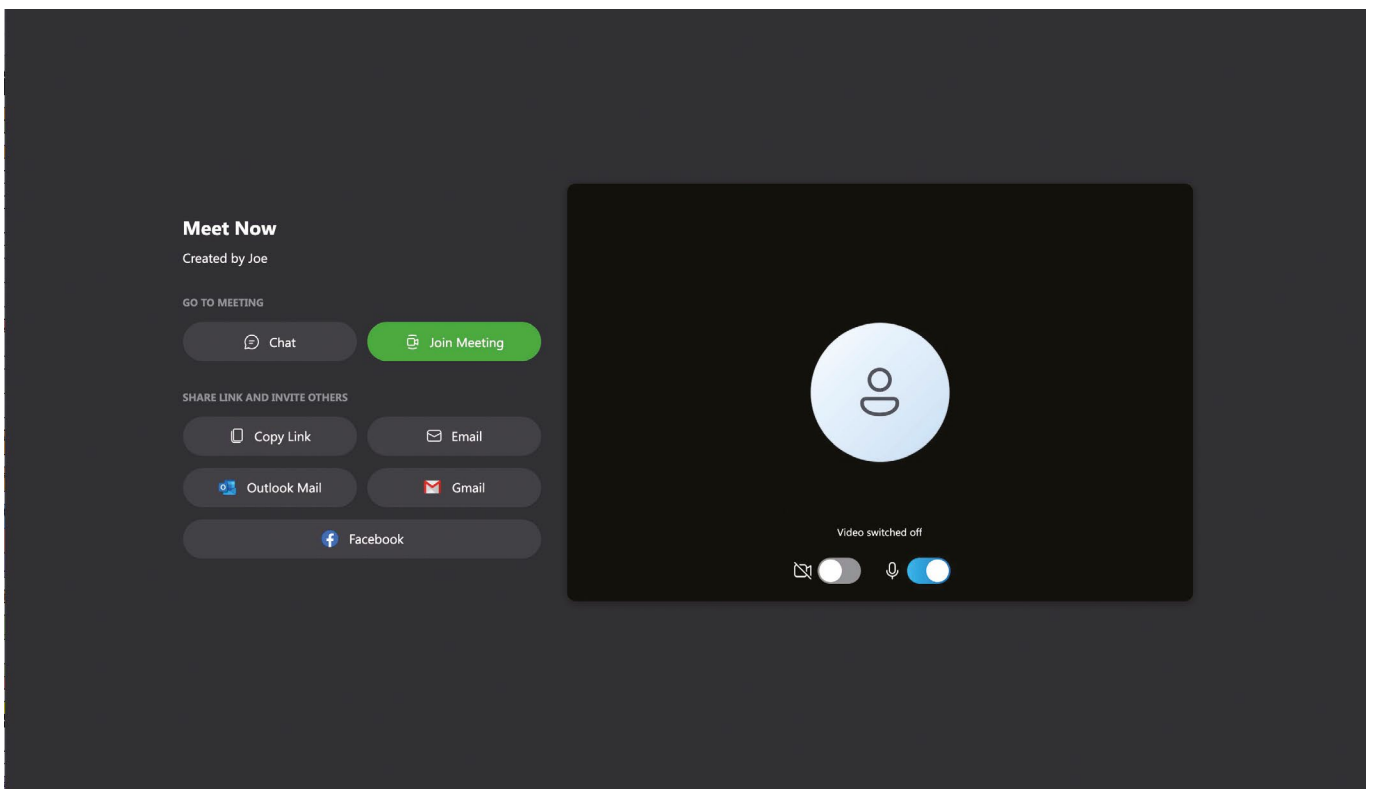 Meet Now
Created by Joe
GO TO MEETING
Chat
Join Meeting
SHARE LINK AND INVITE OTHERS
Copy Link
Email
Outlook Mail
Gmail
Facebook
Video switched off